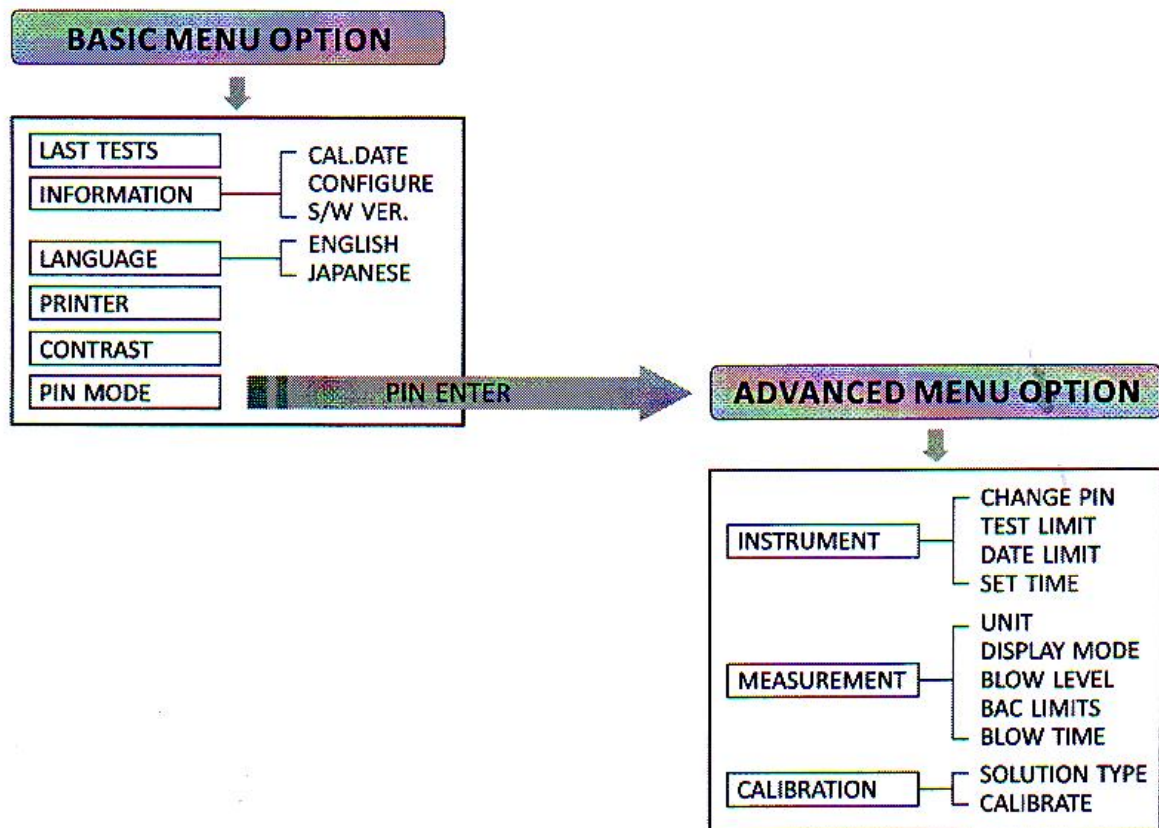 BASIC MENU OPTION
LAST TESTS
INFORMATION
CAL.DATE
CONFIGURE
S/W VER.
LANGUAGE
ENGLISH
JAPANESE
PRINTER
CONTRAST
PIN MODE
PIN ENTER
ADVANCED MENU OPTION
INSTRUMENT
CHANGE PIN
TEST LIMIT
DATE LIMIT
SET TIME
MEASUREMENT
UNIT
DISPLAY MODE
BLOW LEVEL
BAC LIMITS
BLOW TIME
CALIBRATION
SOLUTION TYPE
CALIBRATE